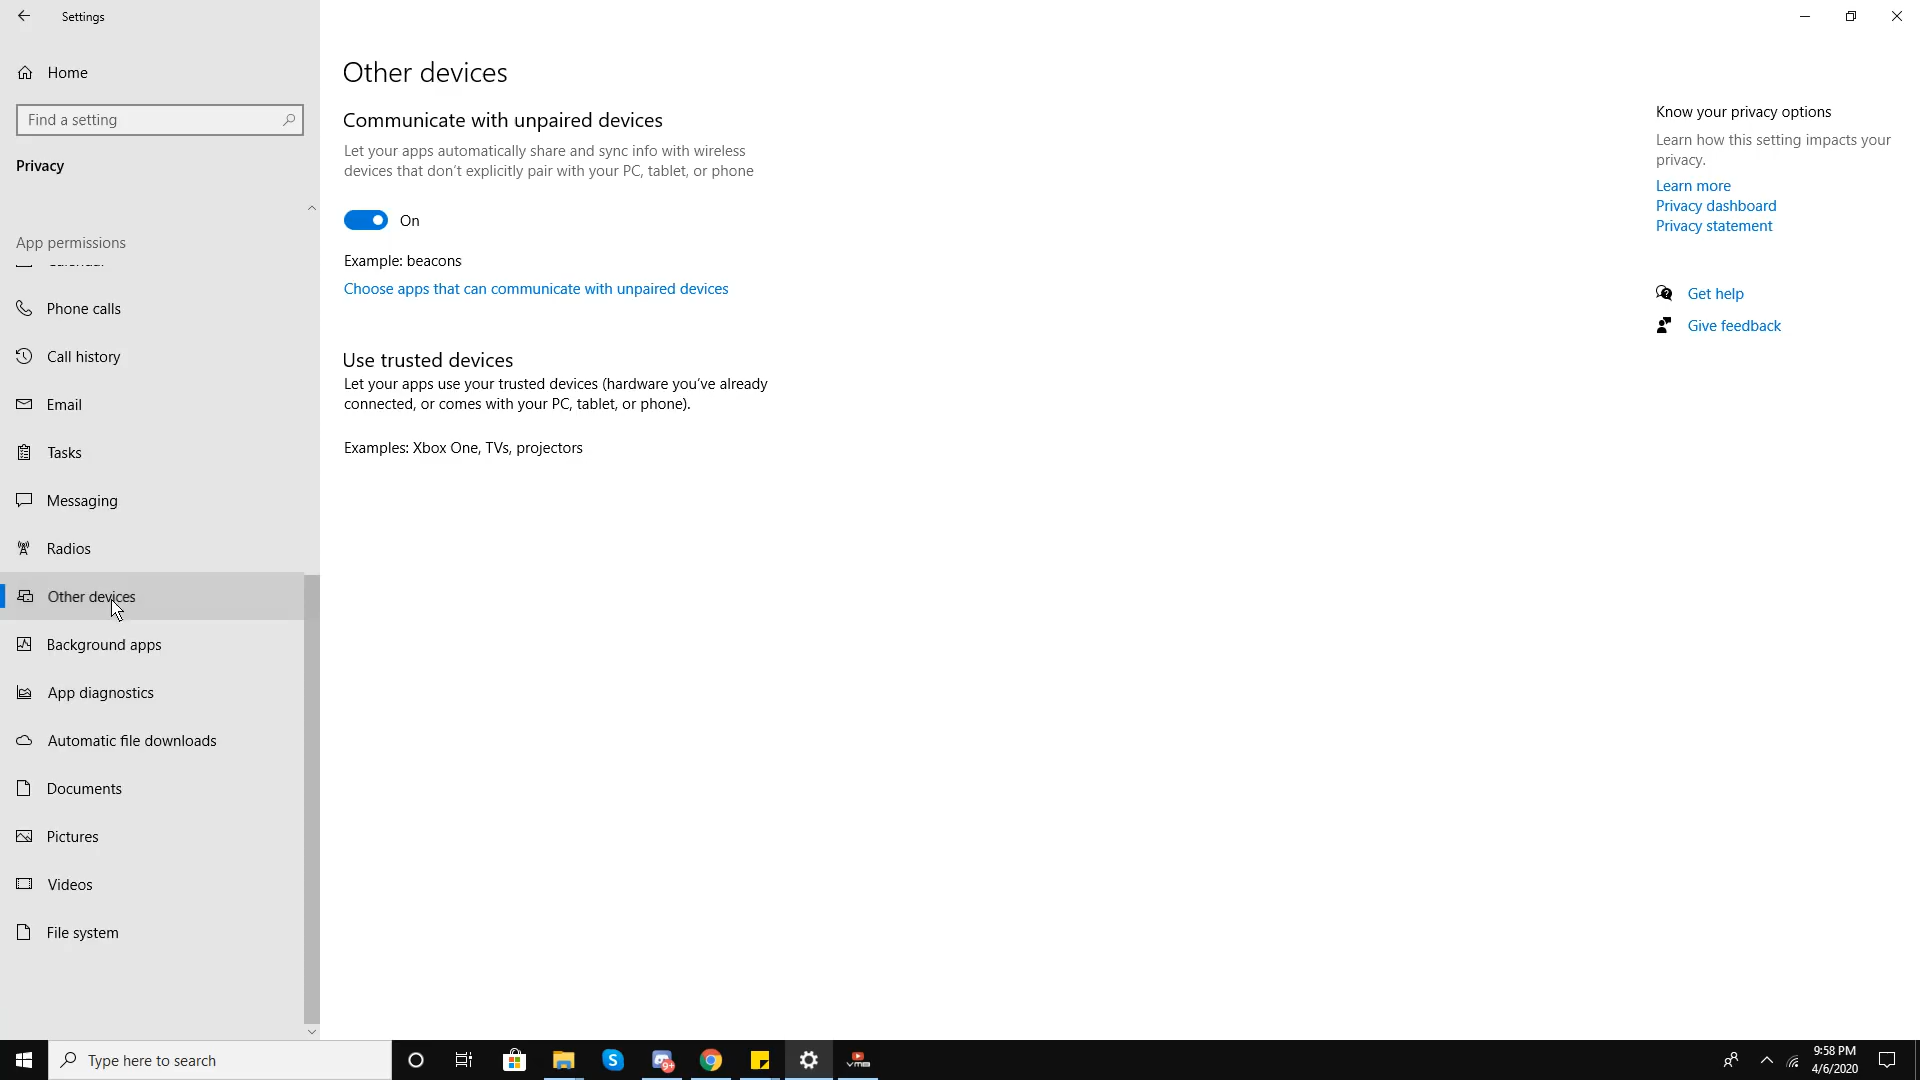 Settings
Home
Find a setting
Privacy
App permissions
Calendar
Phone calls
Call history
Email
Tasks
Messaging
Radios
Other devices
Background apps
App diagnostics
Automatic file downloads
Documents
Pictures
Videos
File system
Other devices
Communicate with unpaired devices
Let your apps automatically share and sync info with wireless
devices that don't explicitly pair with your PC, tablet, or phone
On
Example: beacons
Choose apps that can communicate with unpaired devices
Use trusted devices
Let your apps use your trusted devices (hardware you've already
connected, or comes with your PC, tablet, or phone).
Examples: Xbox One, TVs, projectors
Know your privacy options
Learn how this setting impacts your
privacy.
Learn more
Privacy dashboard
Privacy statement
Get help
Give feedback
Type here to search
S
9+
VMB
9:58 PM
4/6/2020